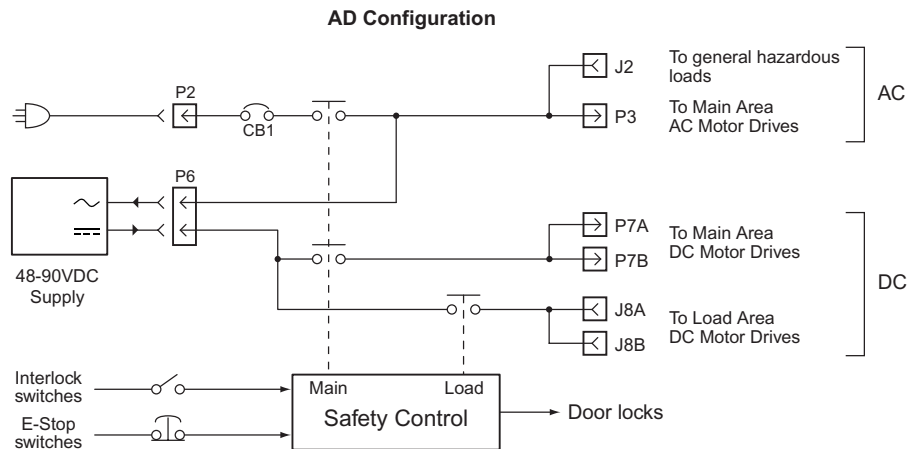 AD Configuration
J2
To general hazardous
loads
AC
P2
CB1
P3
To Main Area
AC Motor Drives
P6
48-90VDC
Supply
P7A
P7B
To Main Area
DC Motor Drives
DC
J8A
J8B
To Load Area
DC Motor Drives
Interlock
switches
E-Stop
switches
Main
Load
Safety Control
Door locks